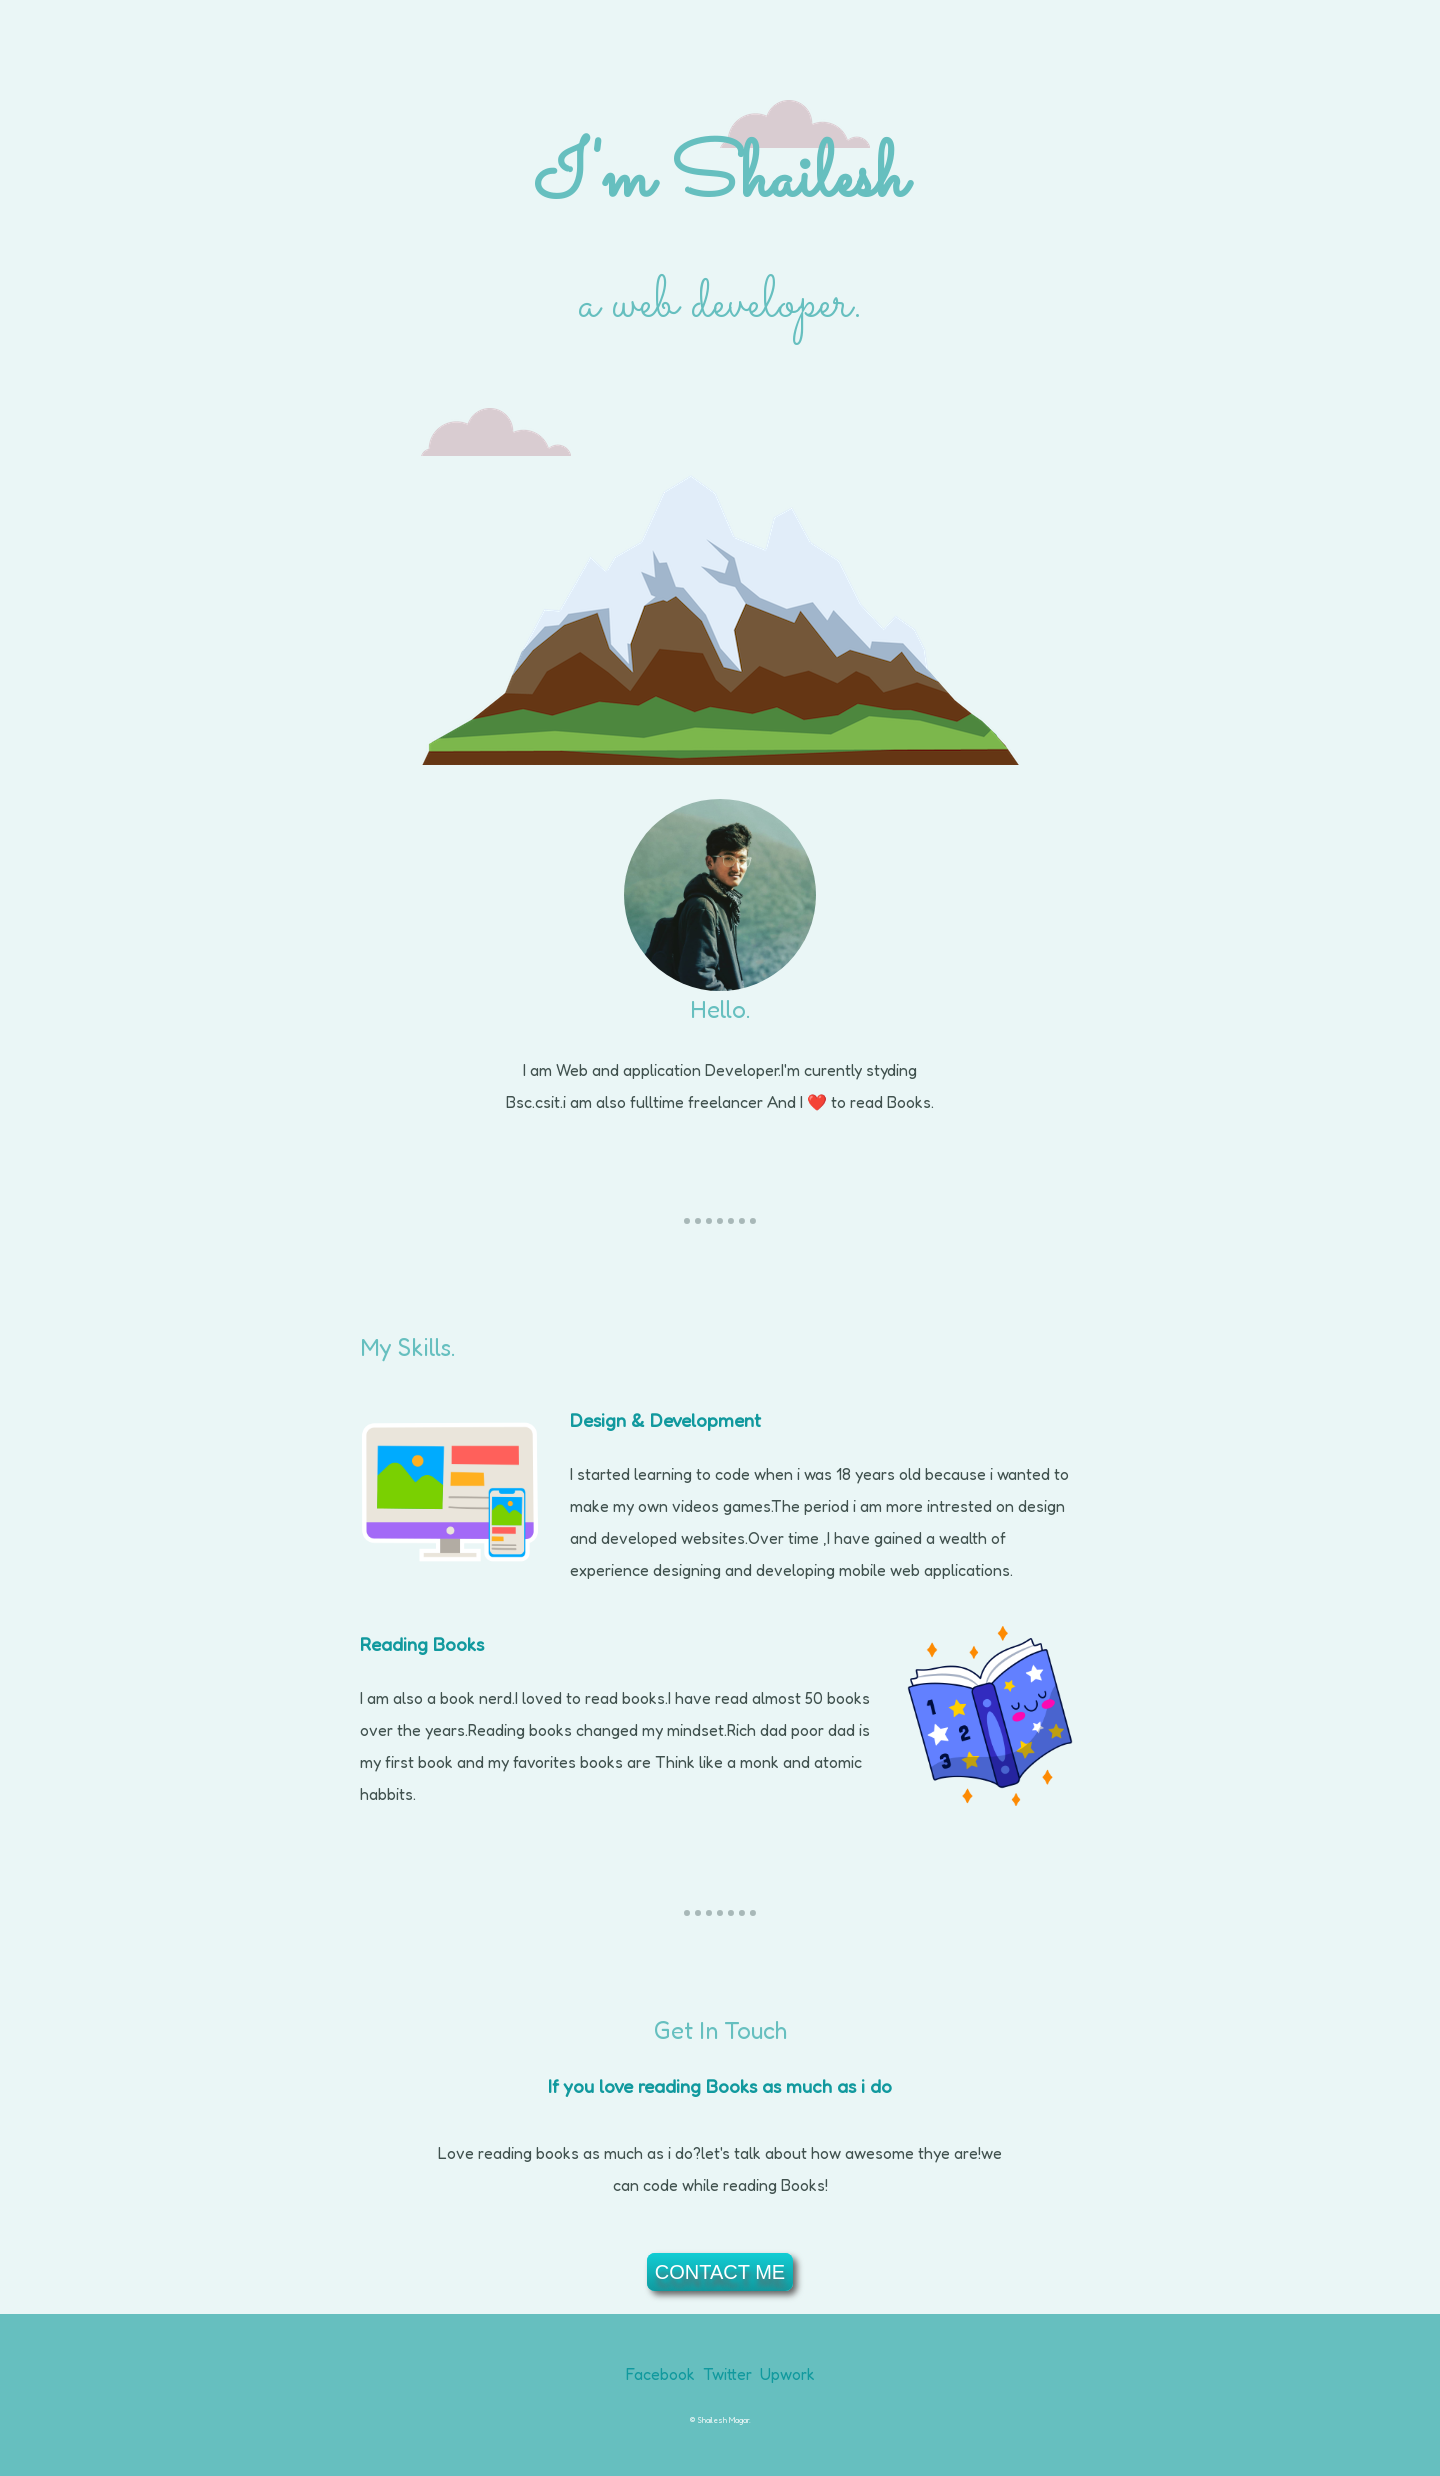 I'm Shailesh
a web developer.
Hello.
I am Web and application Developer.I'm curently styding
Bsc.csit.i am also fulltime freelancer And I ❤️ to read Books.
My Skills.
Design & Development
I started learning to code when i was 18 years old because i wanted to
make my own videos games.The period i am more intrested on design
and developed websites.Over time ,I have gained a wealth of
experience designing and developing mobile web applications.
Reading Books
I am also a book nerd.I loved to read books.I have read almost 50 books
over the years.Reading books changed my mindset.Rich dad poor dad is
my first book and my favorites books are Think like a monk and atomic
habbits.
1
2
3
Get In Touch
If you love reading Books as much as i do
Love reading books as much as i do?let's talk about how awesome thye are!we
can code while reading Books!
CONTACT ME
Facebook Twitter Upwork
© Shailesh Magar.